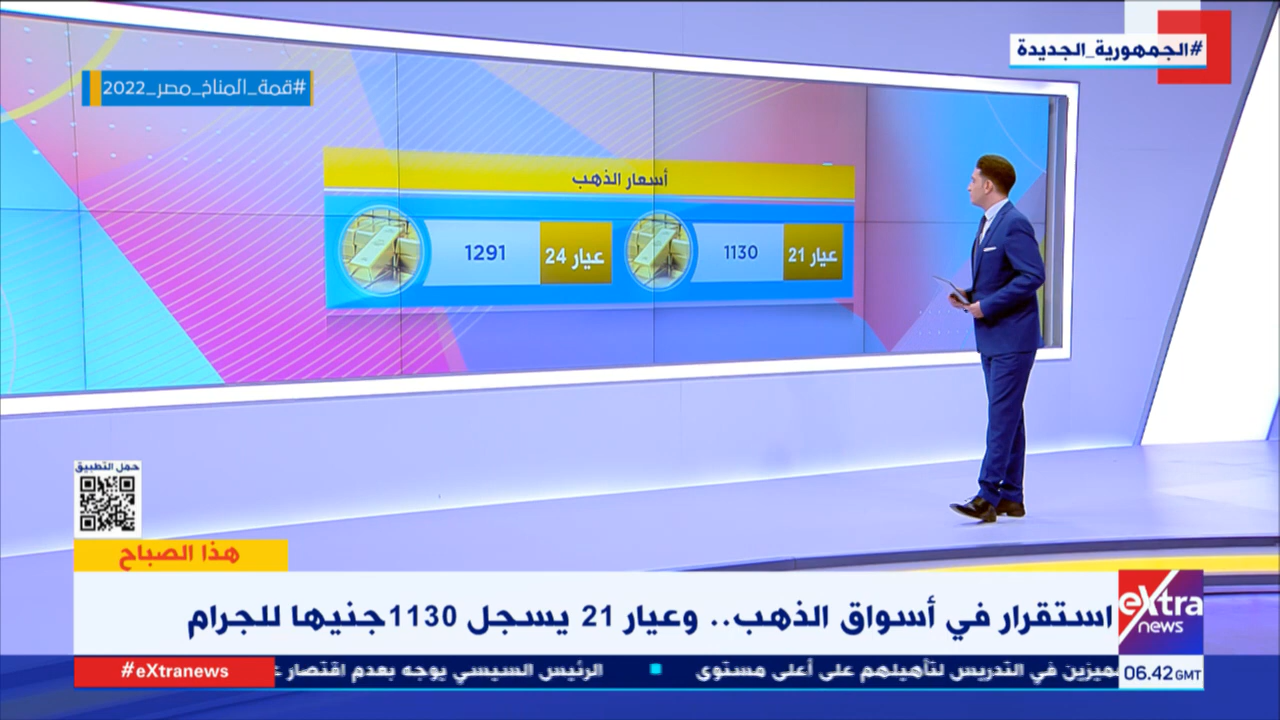 #الجمهورية_الجديدة
#قمة_المناخ_مصر_2022
أسعار الذهب
عيار 21 1130 عيار 24 1291
حمل التطبيق
هذا الصباح
استقرار في أسواق الذهب.. وعيار 21 يسجل 1130جنيها للجرام
eXtra news
مميزين في التدريس لتأهيلهم على أعلى مستوى الرئيس السيسي يوجه بعدم اقتصار
#eXtranews
06.42 GMT